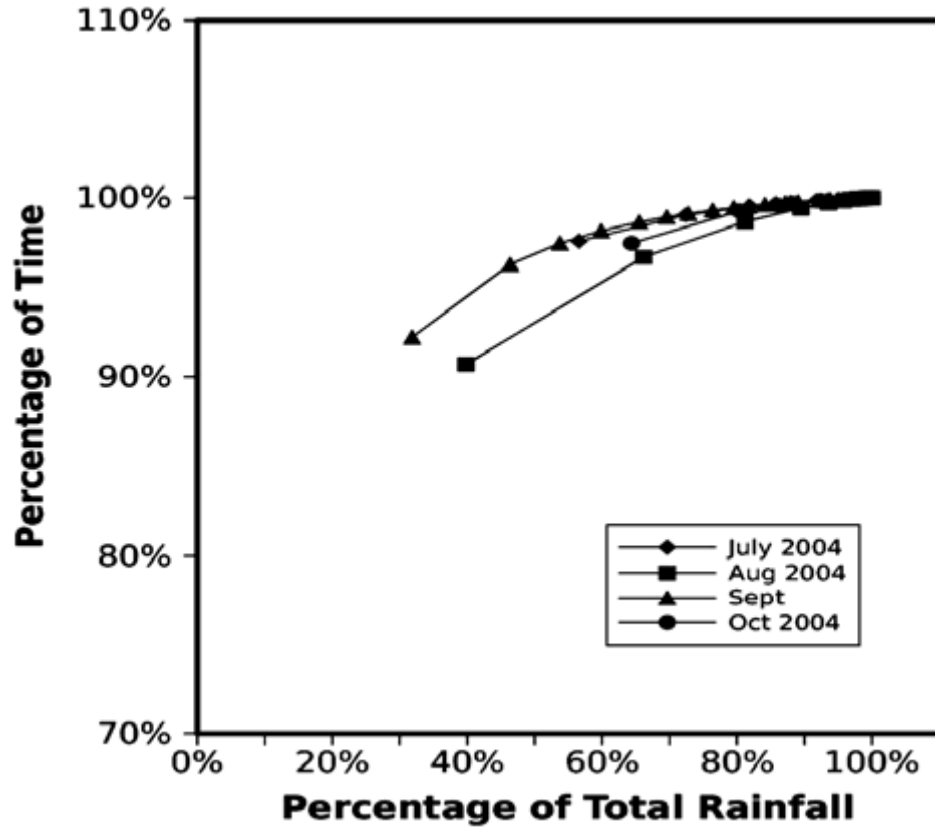 110%
100%
90%
80%
70%
Percentage of Time
July 2004
Aug 2004
Sept
Oct 2004
0% 20% 40% 60% 80% 100%
Percentage of Total Rainfall